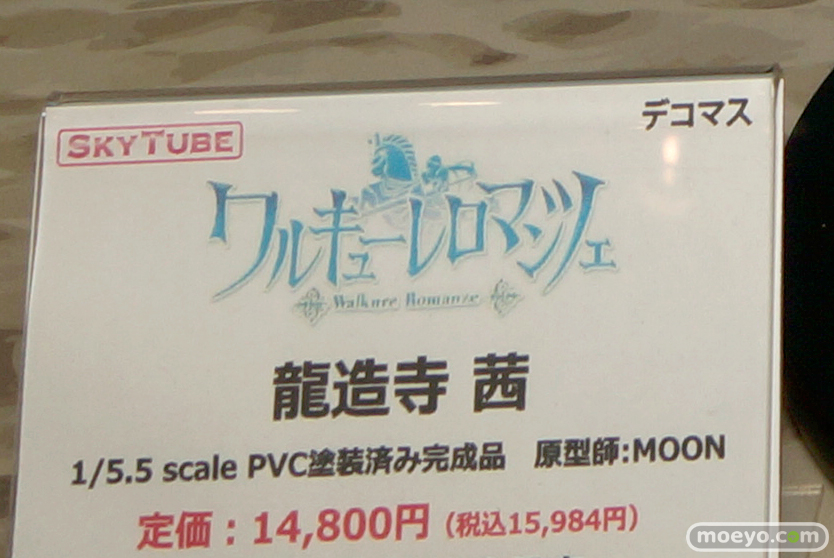 SKYTUBE
デコマス
ワルキューレロマンツェ
Walkure Romanze
龍造寺 茜
1/5.5 scale PVC塗装済み完成品 原型師:MOON
定価：14,800円（税込15,984円）
moeyo.com